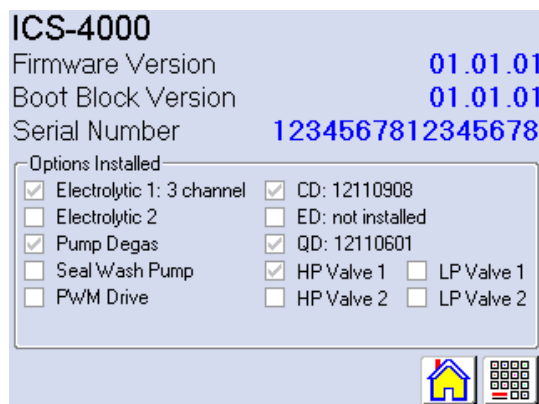 ICS-4000
Firmware Version 01.01.01
Boot Block Version 01.01.01
Serial Number 1234567812345678
Options Installed
Electrolytic 1: 3 channel CD: 12110908
Electrolytic 2 ED: not installed
Pump Degas QD: 12110601
Seal Wash Pump HP Valve 1 LP Valve 1
PWM Drive HP Valve 2 LP Valve 2